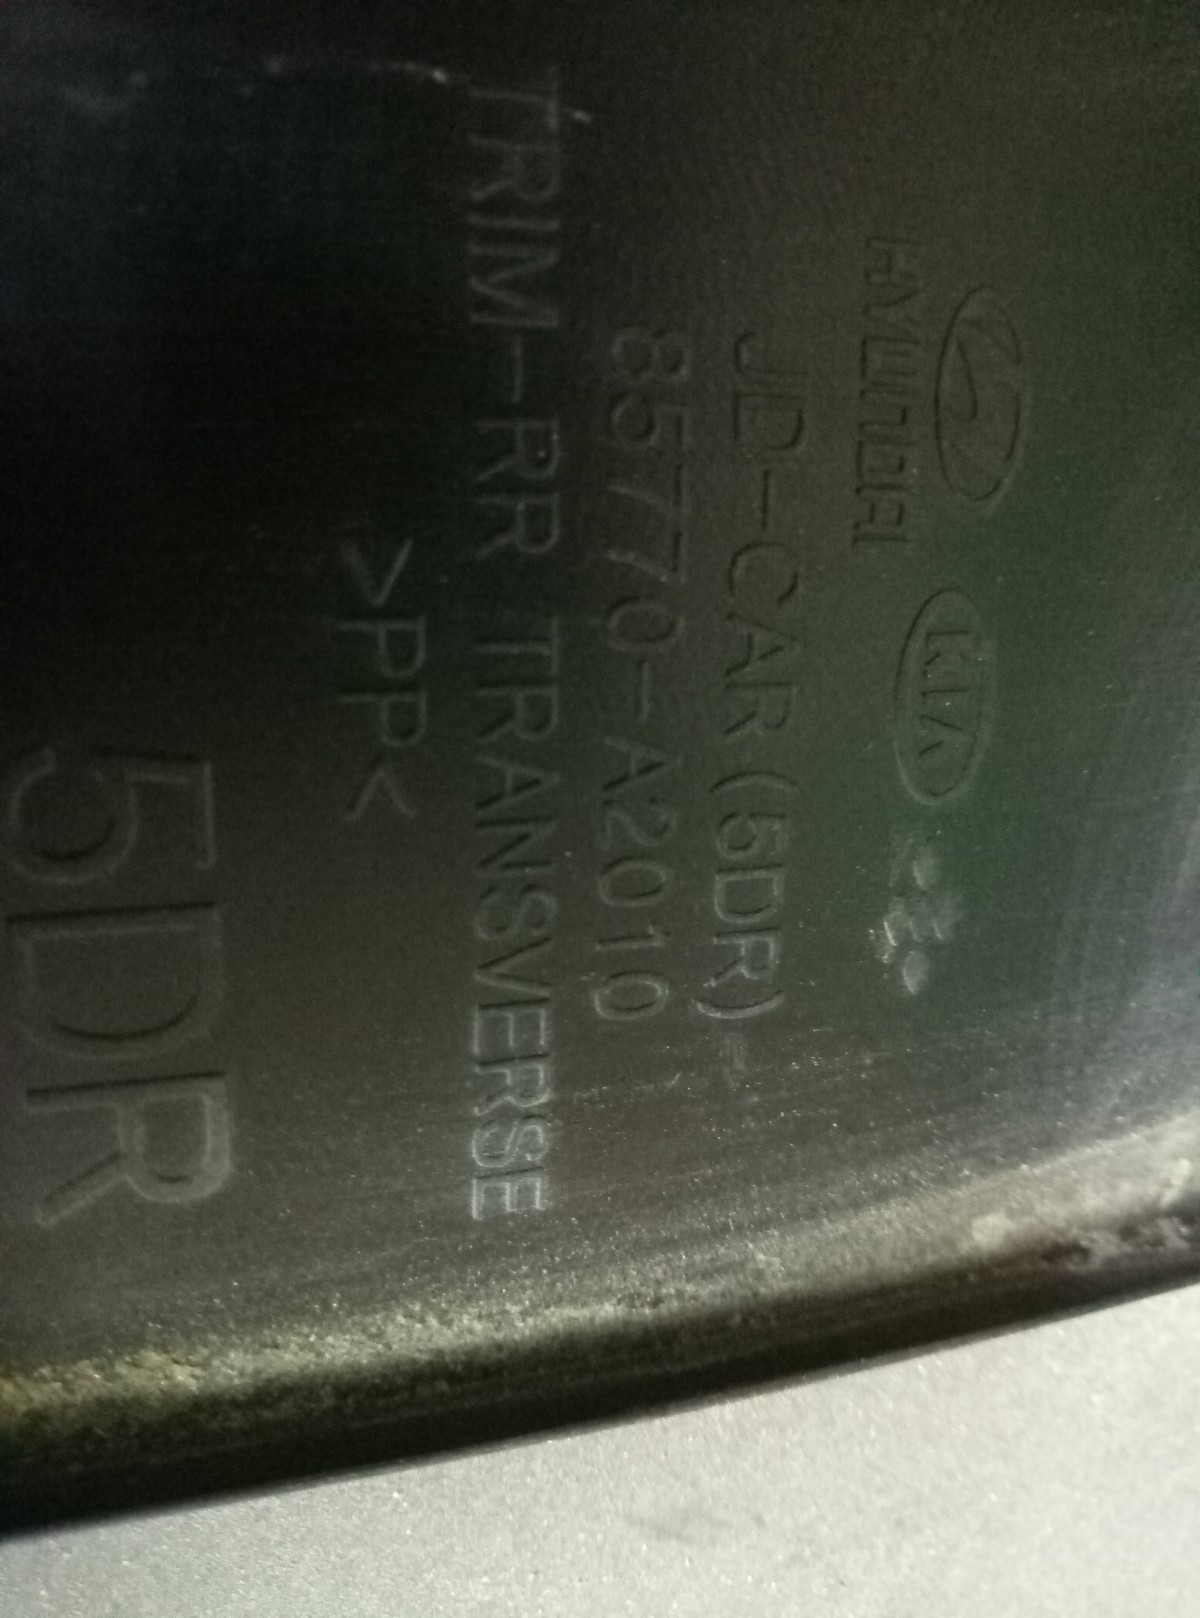 HYUNDAI KIA
JD-CAR (5DR)
85770-A2010
TRIM-RR TRANSVERSE
>PP<
5DR